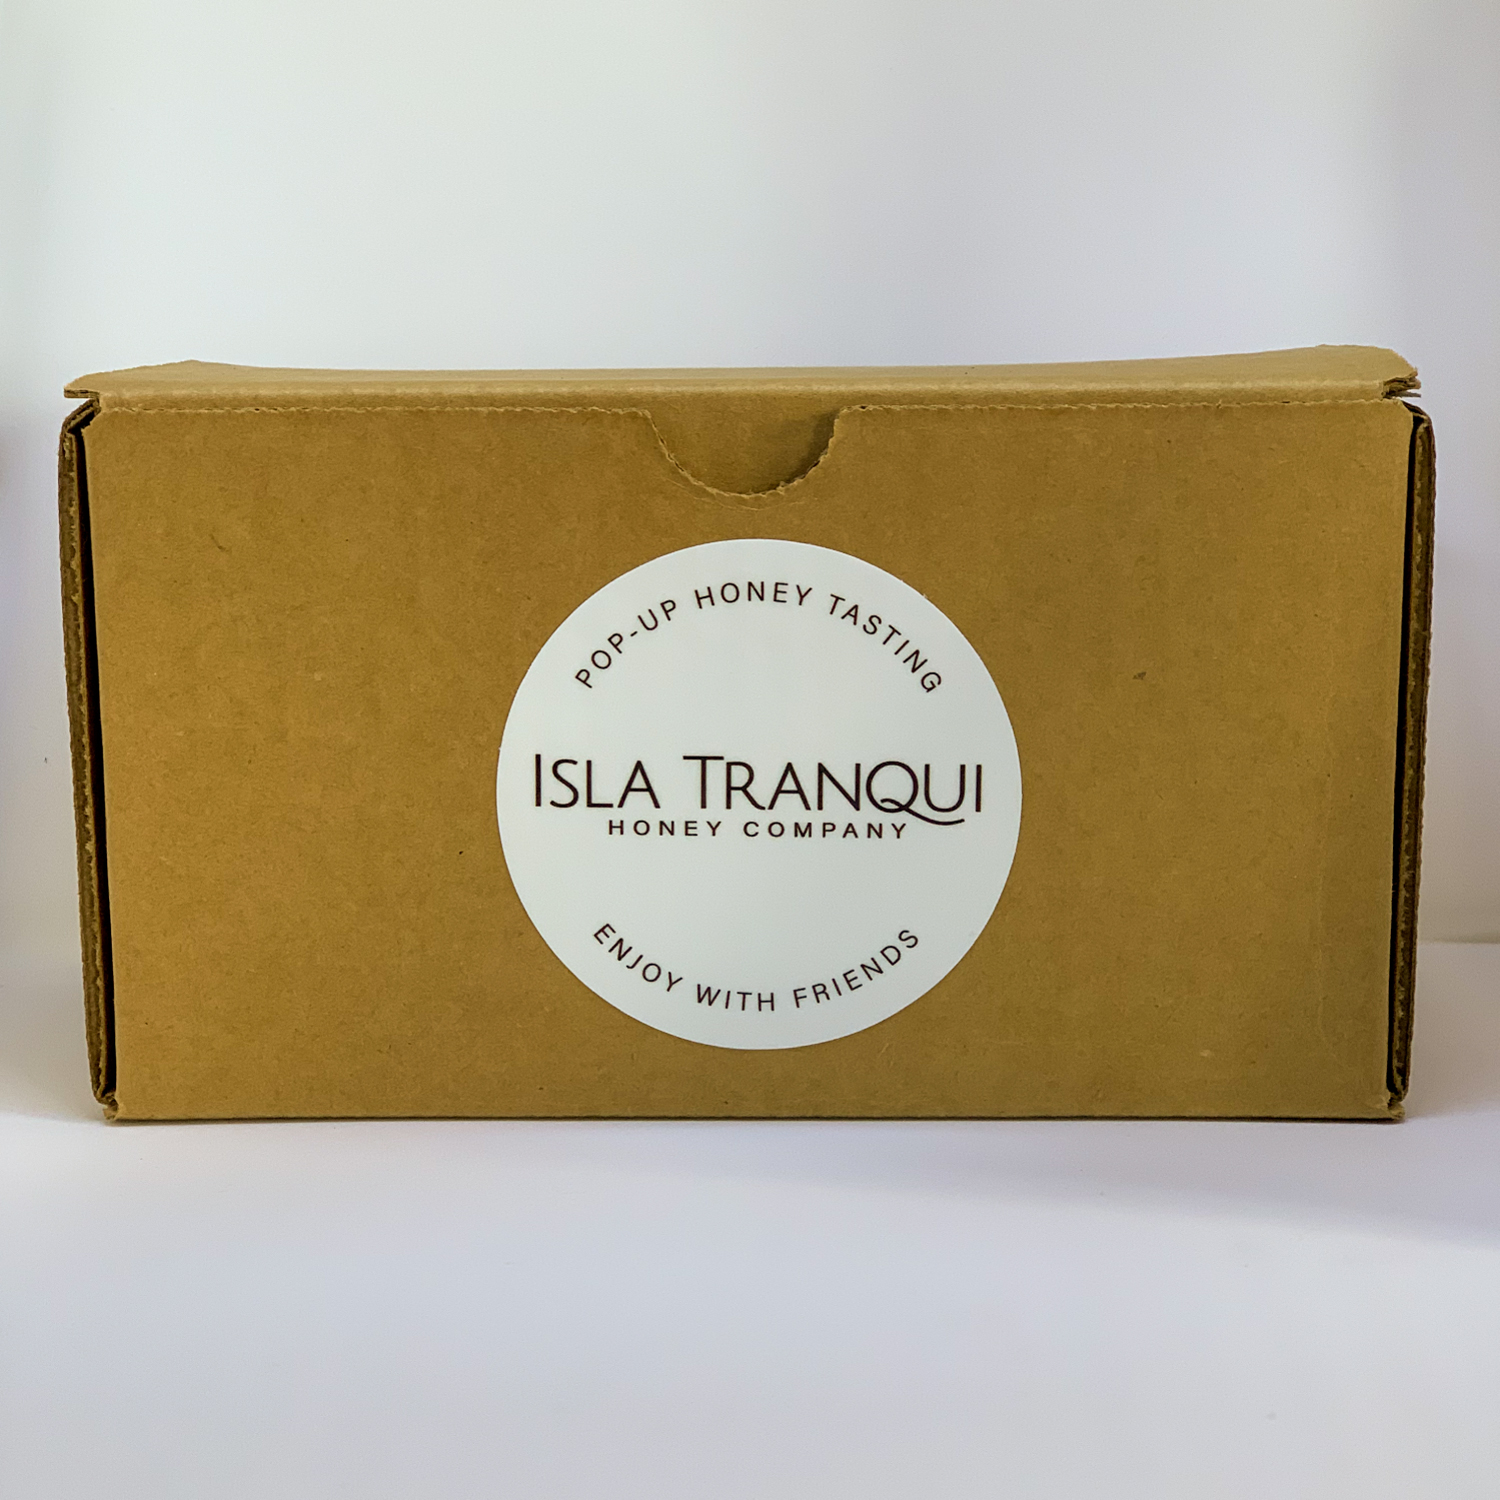 POP-UP HONEY TASTING
ISLA TRANQUI
HONEY COMPANY
ENJOY WITH FRIENDS